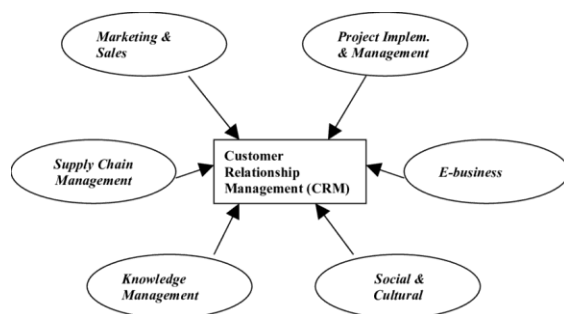 Marketing &
Sales
Project Implem.
& Management
Supply Chain
Management
Customer
Relationship
Management (CRM)
E-business
Knowledge
Management
Social &
Cultural